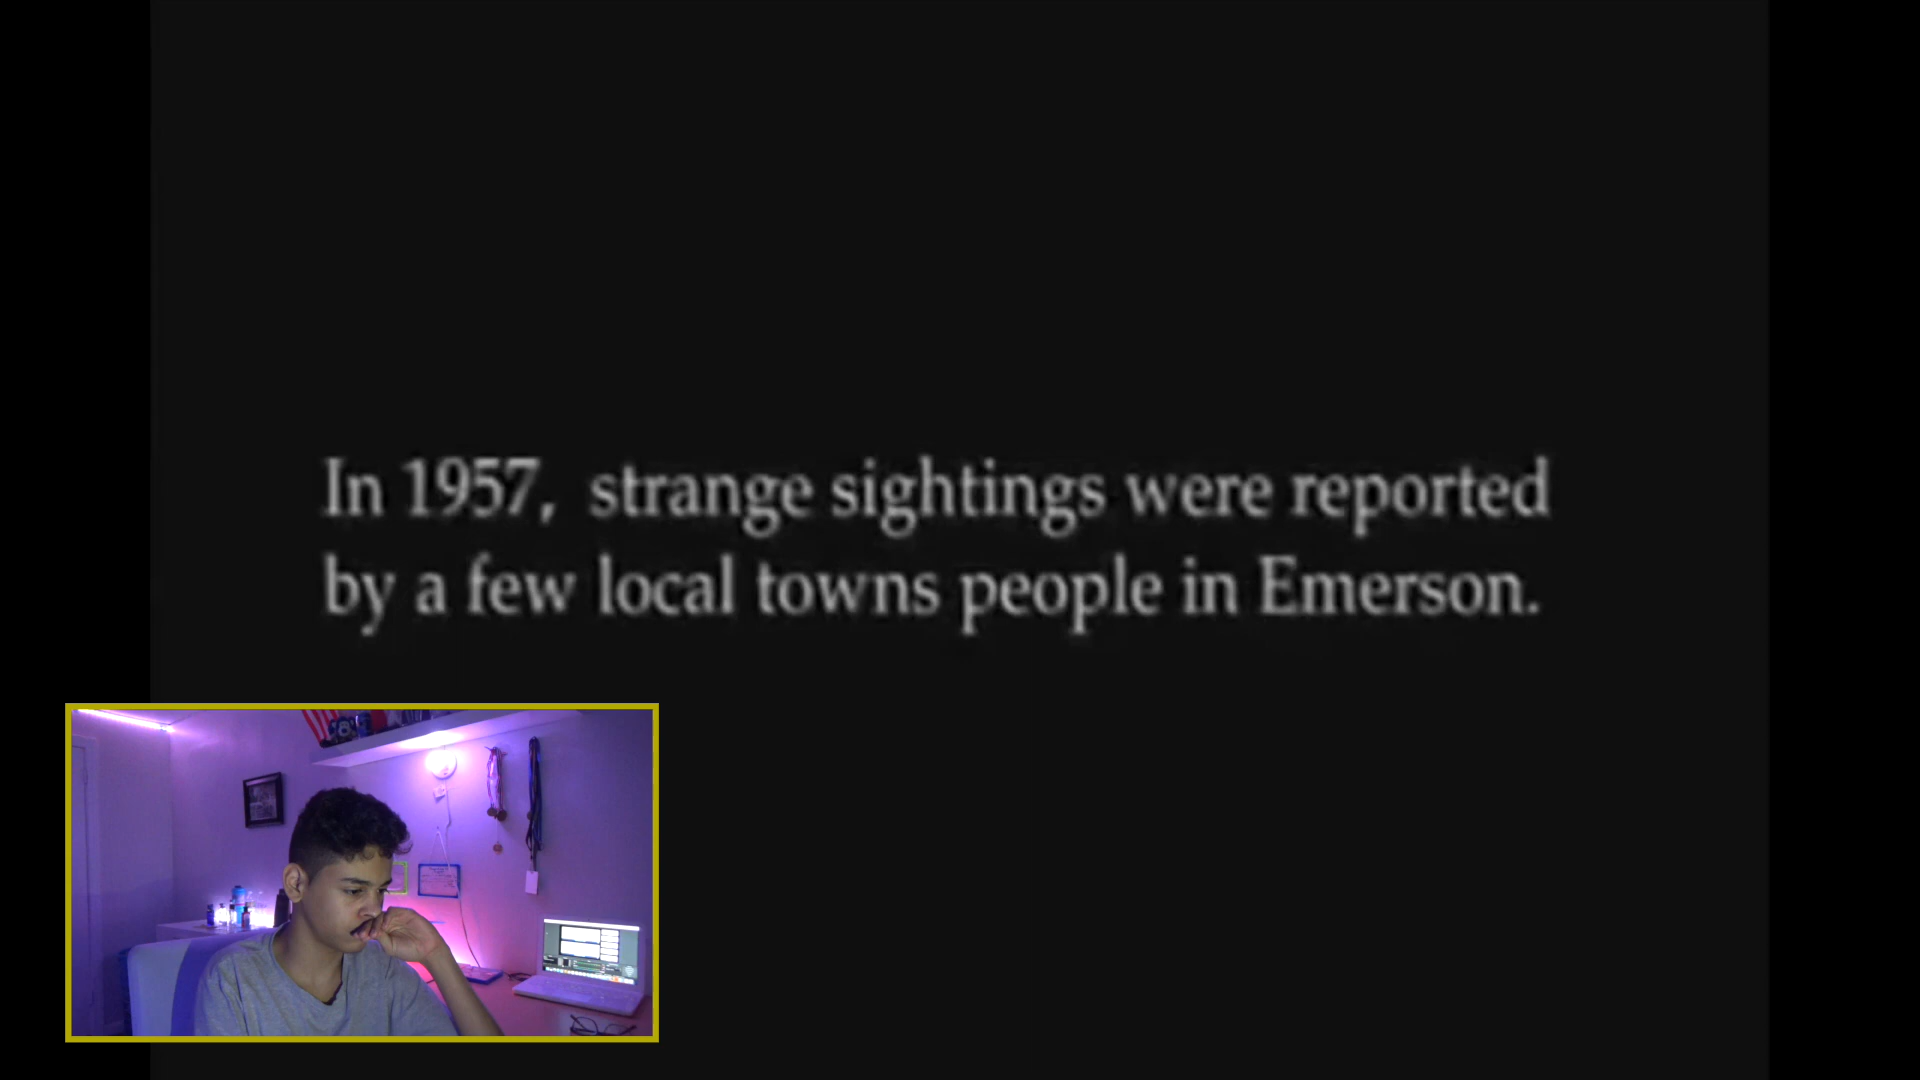 In 1957, strange sightings were reported
by a few local towns people in Emerson.